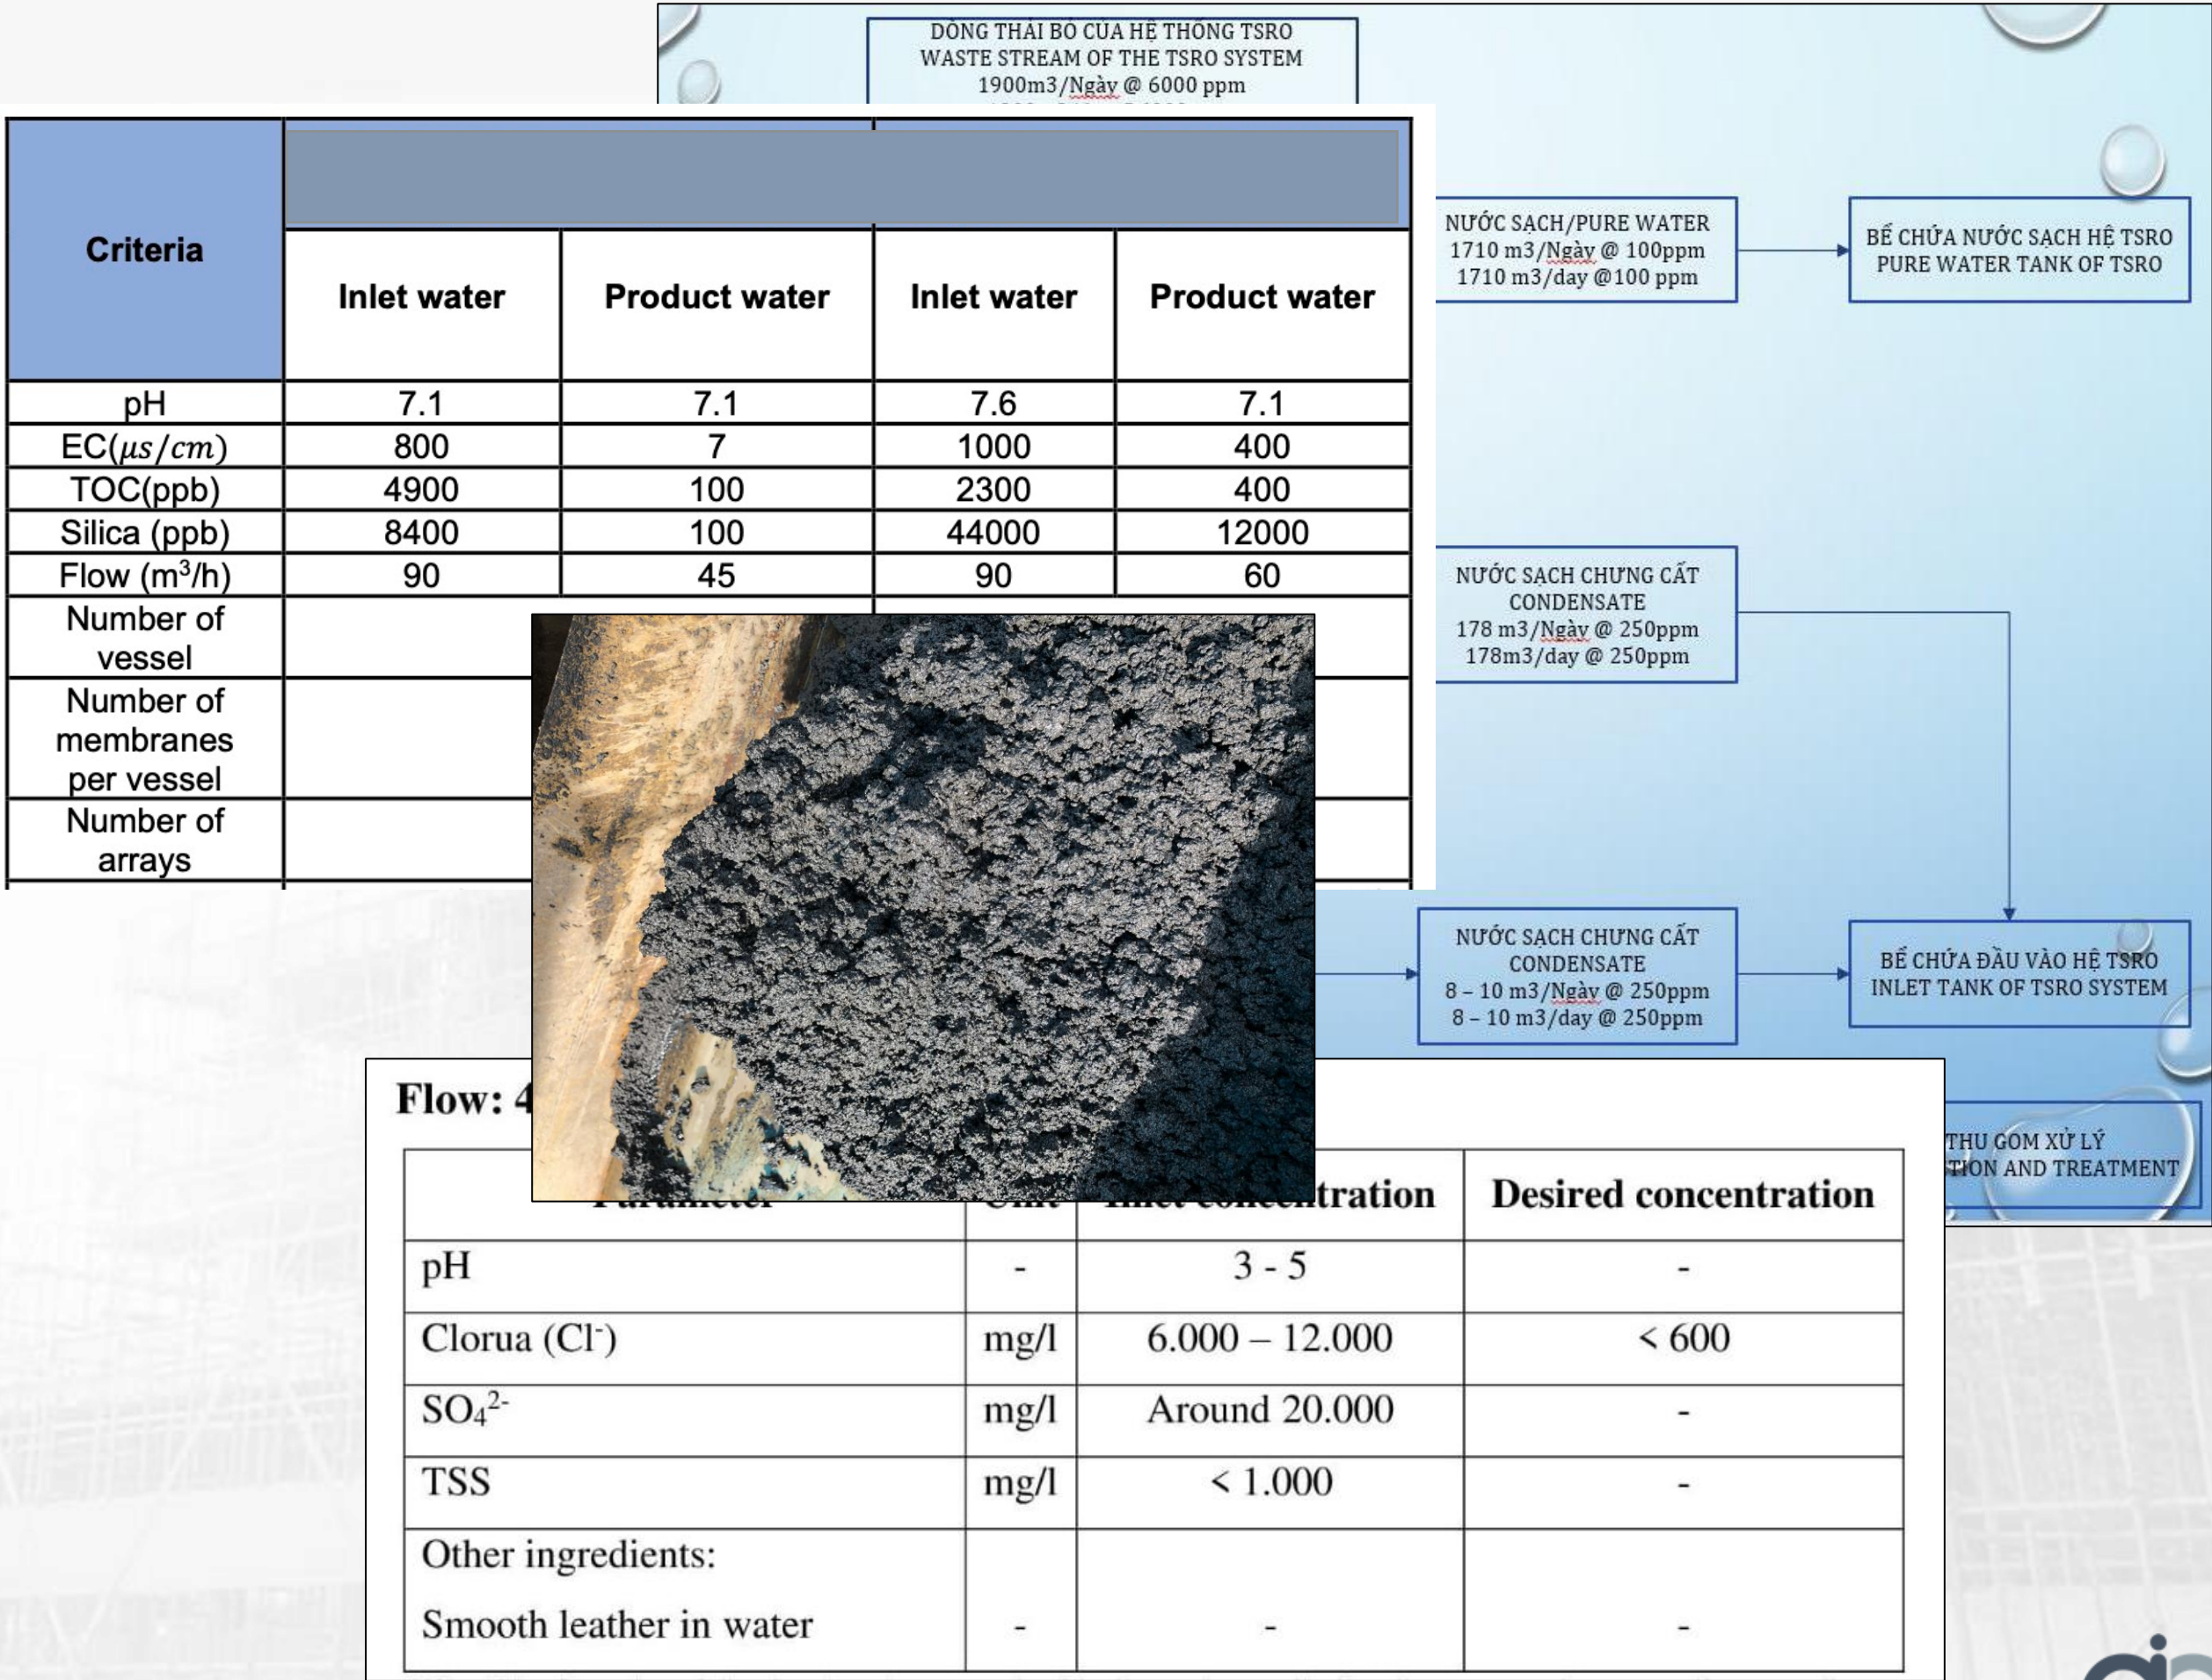 DÒNG THẢI BỎ CỦA HỆ THỐNG TSRO
WASTE STREAM OF THE TSRO SYSTEM
1900m3/Ngày @ 6000 ppm
Criteria
Inlet water Product water Inlet water Product water
pH 7.1 7.1 7.6 7.1
EC(μs/cm) 800 7 1000 400
TOC(ppb) 4900 100 2300 400
Silica (ppb) 8400 100 44000 12000
Flow (m³/h) 90 45 90 60
Number of
vessel
Number of
membranes
per vessel
Number of
arrays
NƯỚC SẠCH/PURE WATER
1710 m3/Ngày @ 100ppm
1710 m3/day @100 ppm
BỂ CHỨA NƯỚC SẠCH HỆ TSRO
PURE WATER TANK OF TSRO
NƯỚC SẠCH CHƯNG CẤT
CONDENSATE
178 m3/Ngày @ 250ppm
178m3/day @ 250ppm
NƯỚC SẠCH CHƯNG CẤT
CONDENSATE
8 – 10 m3/Ngày @ 250ppm
8 – 10 m3/day @ 250ppm
BỂ CHỨA ĐẦU VÀO HỆ TSRO
INLET TANK OF TSRO SYSTEM
THU GOM XỬ LÝ
TION AND TREATMENT
Flow: 4
Parameter Unit Inlet concentration Desired concentration
pH - 3 - 5 -
Clorua (Cl⁻) mg/l 6.000 – 12.000 < 600
SO₄²⁻ mg/l Around 20.000 -
TSS mg/l < 1.000 -
Other ingredients:
Smooth leather in water - - -